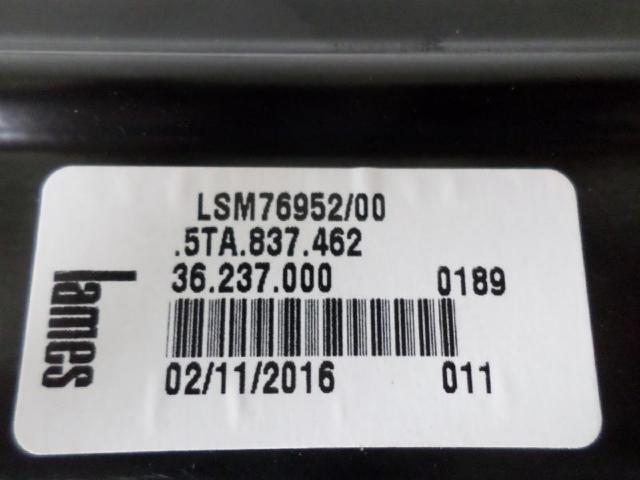 LSM76952/00
.5TA.837.462
36.237.000 0189
02/11/2016 011
lames